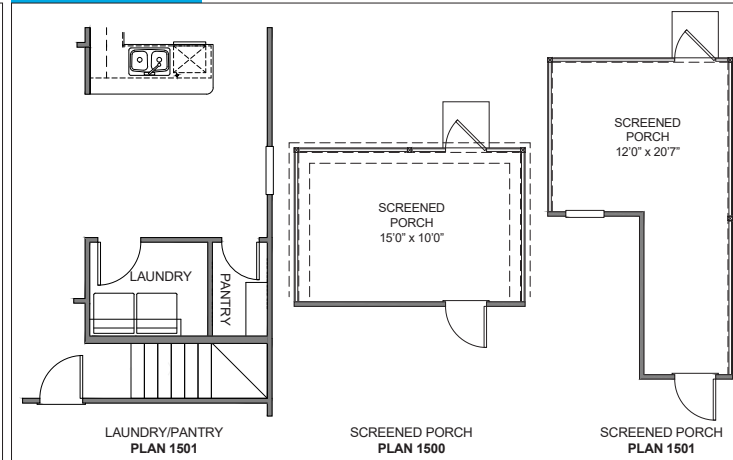 LAUNDRY
PANTRY
LAUNDRY/PANTRY
PLAN 1501
SCREENED
PORCH
15'0" x 10'0"
SCREENED PORCH
PLAN 1500
SCREENED
PORCH
12'0" x 20'7"
SCREENED PORCH
PLAN 1501